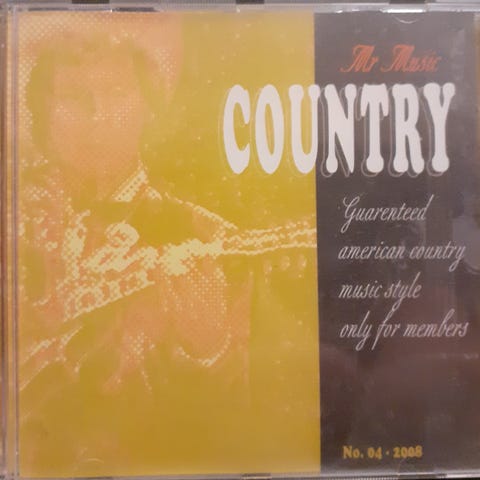 Mr Music
COUNTRY
Guarenteed
american country
music style
only for members
No. 04 · 2008